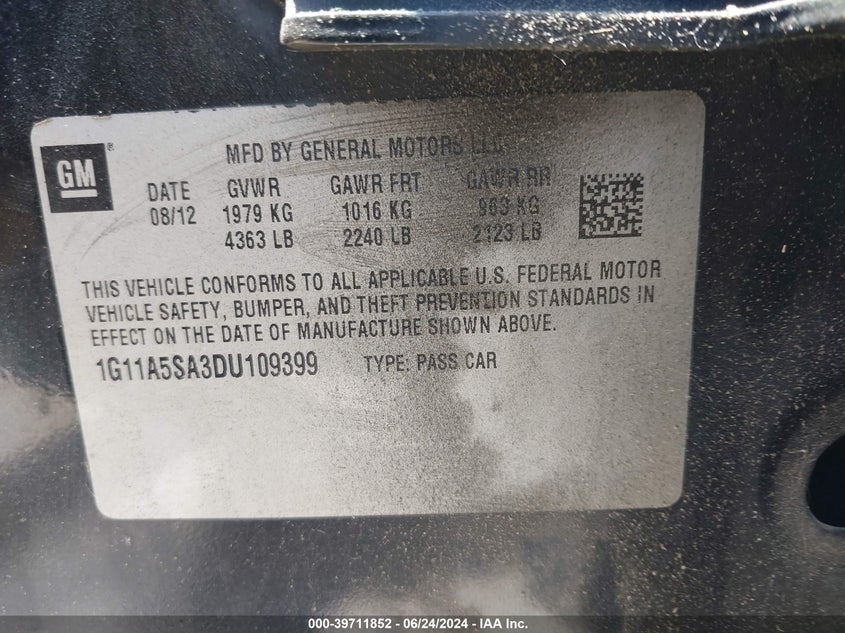 GM ®
MFD BY GENERAL MOTORS LLC
DATE GVWR GAWR FRT GAWR RR
08/12 1979 KG 1016 KG 963 KG
4363 LB 2240 LB 2123 LB
THIS VEHICLE CONFORMS TO ALL APPLICABLE U.S. FEDERAL MOTOR
VEHICLE SAFETY, BUMPER, AND THEFT PREVENTION STANDARDS IN
EFFECT ON THE DATE OF MANUFACTURE SHOWN ABOVE.
1G11A5SA3DU109399 TYPE: PASS CAR
000-39711852 - 06/24/2024 - IAA Inc.